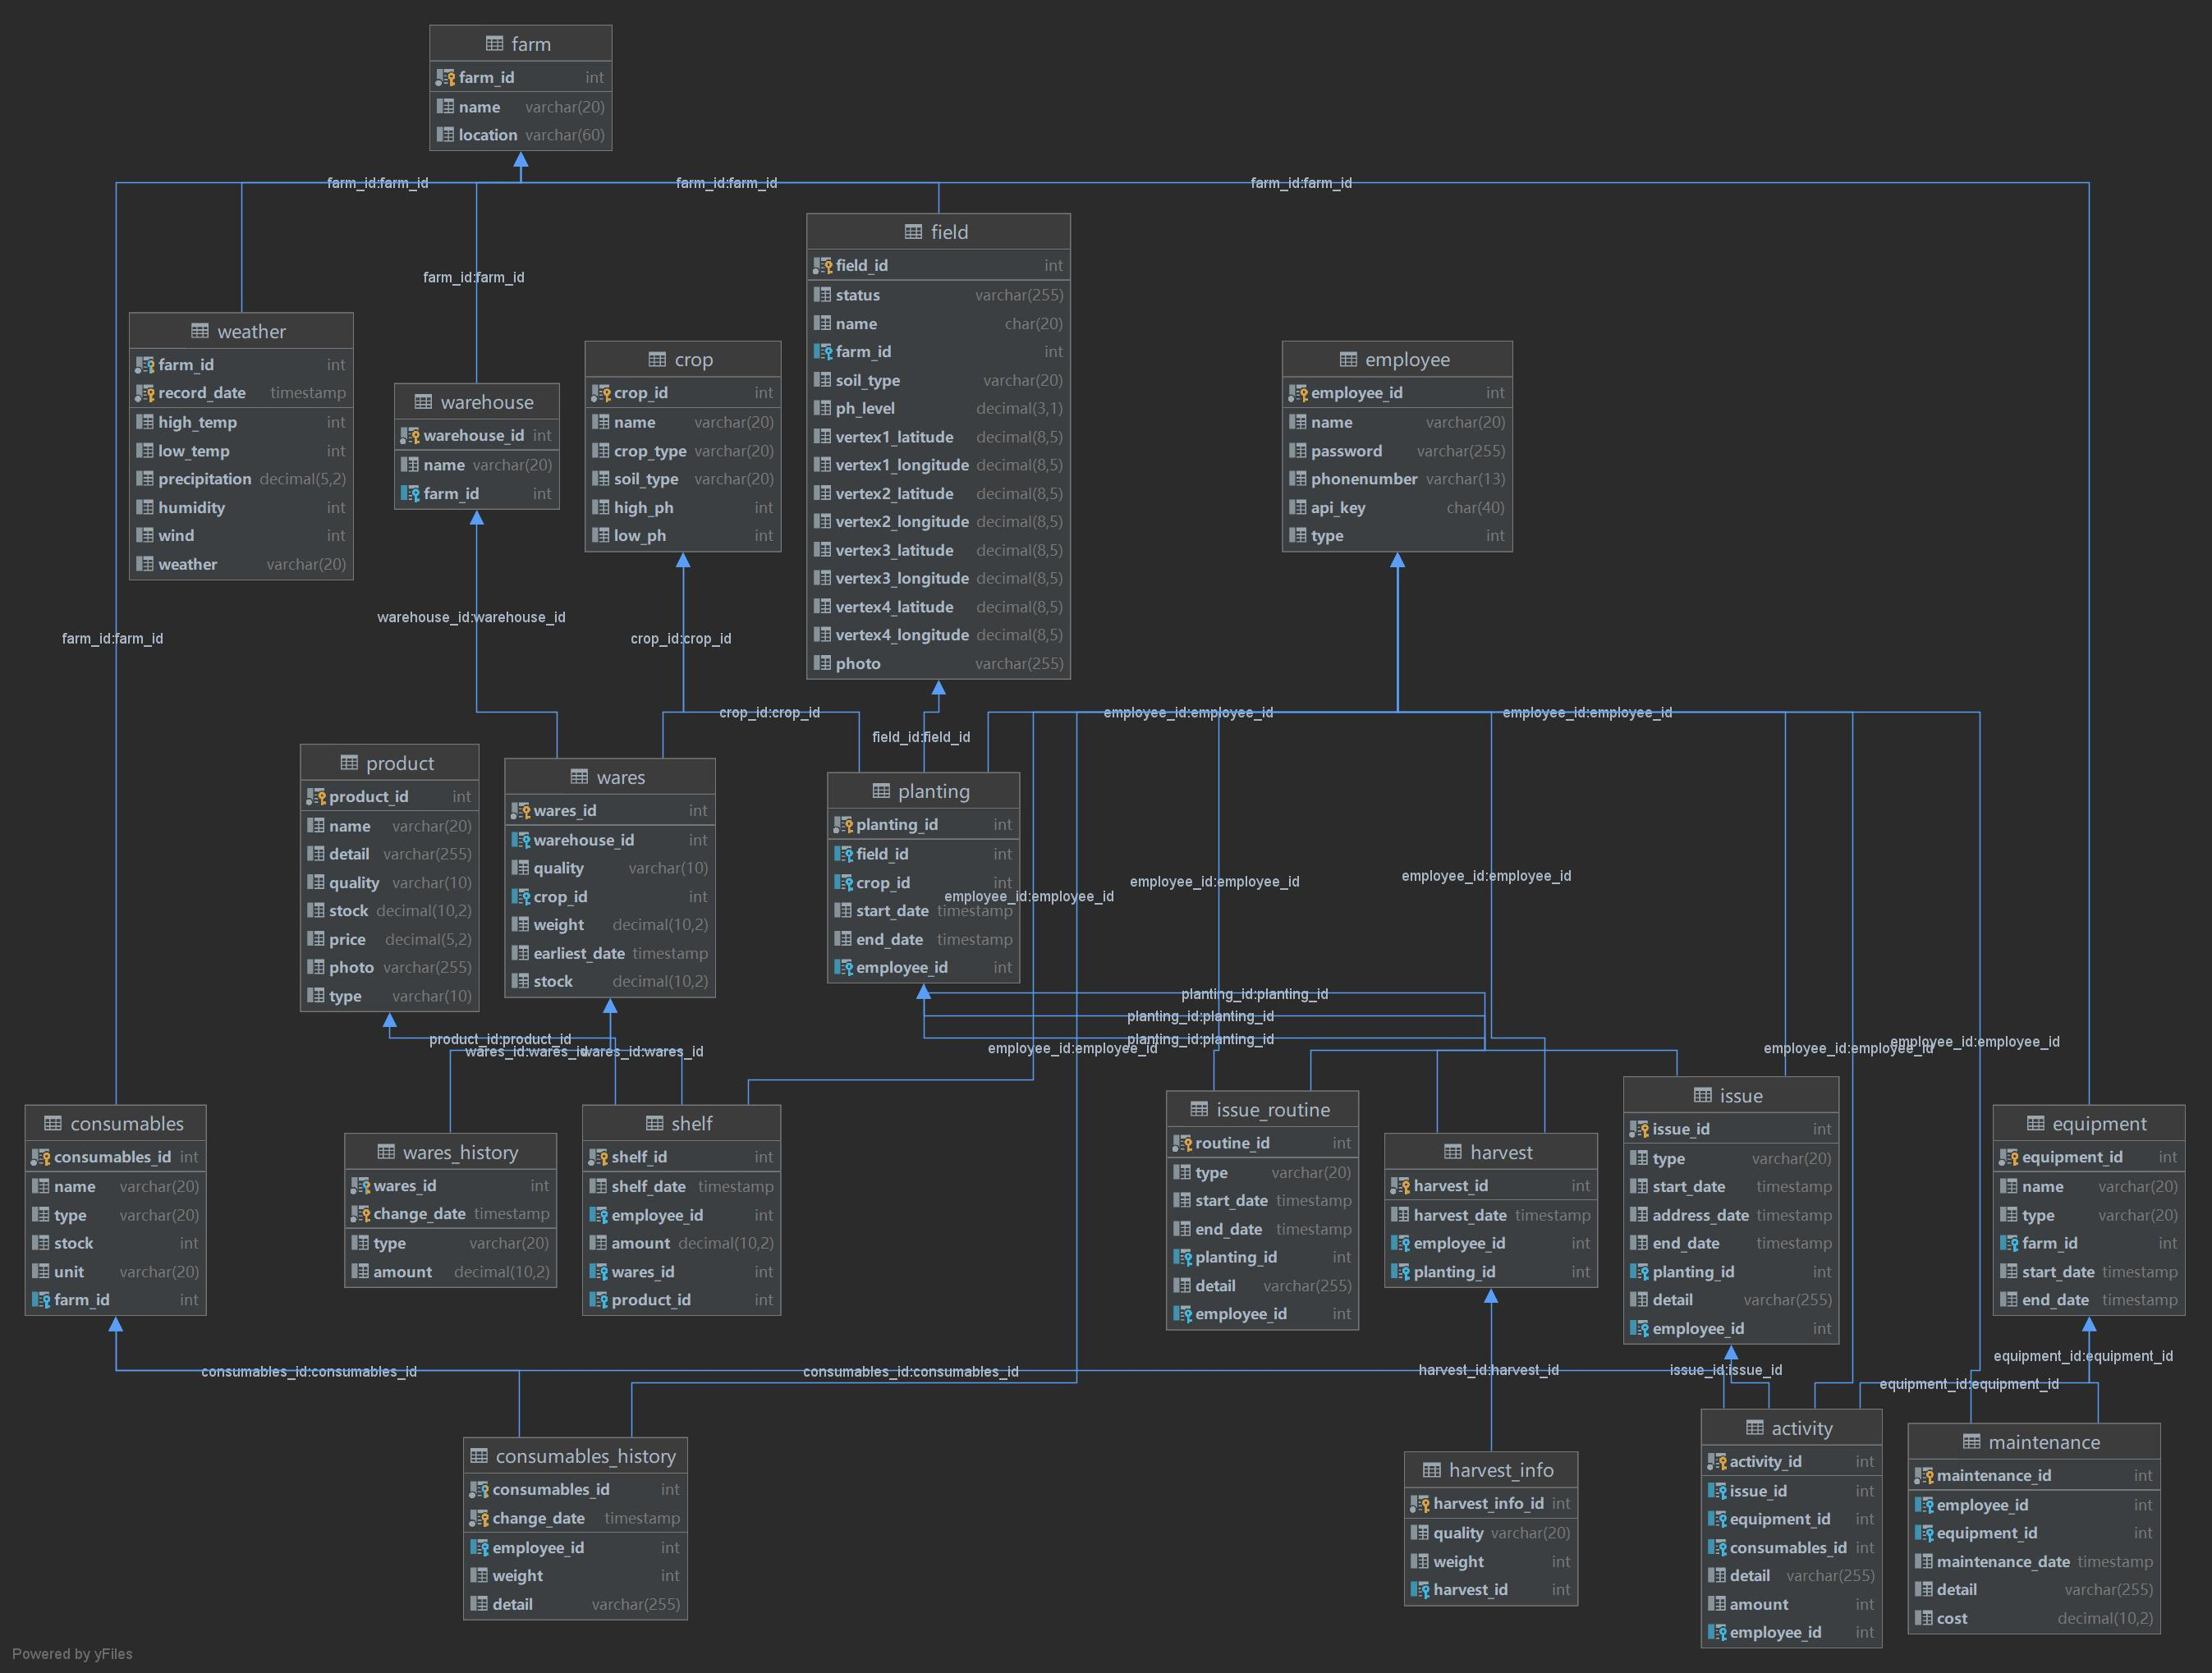 farm
farm_id int
name varchar(20)
location varchar(60)
farm_id:farm_id
farm_id:farm_id
farm_id:farm_id
farm_id:farm_id
farm_id:farm_id
field
field_id int
status varchar(255)
name char(20)
farm_id int
soil_type varchar(20)
ph_level decimal(3,1)
vertex1_latitude decimal(8,5)
vertex1_longitude decimal(8,5)
vertex2_latitude decimal(8,5)
vertex2_longitude decimal(8,5)
vertex3_latitude decimal(8,5)
vertex3_longitude decimal(8,5)
vertex4_latitude decimal(8,5)
vertex4_longitude decimal(8,5)
photo varchar(255)
weather
farm_id int
record_date timestamp
high_temp int
low_temp int
precipitation decimal(5,2)
humidity int
wind int
weather varchar(20)
warehouse
warehouse_id int
name varchar(20)
farm_id int
crop
crop_id int
name varchar(20)
crop_type varchar(20)
soil_type varchar(20)
high_ph int
low_ph int
employee
employee_id int
name varchar(20)
password varchar(255)
phonenumber varchar(13)
api_key char(40)
type int
warehouse_id:warehouse_id
crop_id:crop_id
crop_id:crop_id
field_id:field_id
employee_id:employee_id
employee_id:employee_id
product
product_id int
name varchar(20)
detail varchar(255)
quality varchar(10)
stock decimal(10,2)
price decimal(5,2)
photo varchar(255)
type varchar(10)
wares
wares_id int
warehouse_id int
quality varchar(10)
crop_id int
weight decimal(10,2)
earliest_date timestamp
stock decimal(10,2)
planting
planting_id int
field_id int
crop_id int
start_date timestamp
end_date timestamp
employee_id int
employee_id:employee_id
employee_id:employee_id
employee_id:employee_id
planting_id:planting_id
planting_id:planting_id
planting_id:planting_id
product_id:product_id
wares_id:wares_id
wares_id:wares_id
employee_id:employee_id
employee_id:employee_id
employee_id:employee_id
consumables
consumables_id int
name varchar(20)
type varchar(20)
stock int
unit varchar(20)
farm_id int
wares_history
wares_id int
change_date timestamp
type varchar(20)
amount decimal(10,2)
shelf
shelf_id int
shelf_date timestamp
employee_id int
amount decimal(10,2)
wares_id int
product_id int
issue_routine
routine_id int
type varchar(20)
start_date timestamp
end_date timestamp
planting_id int
detail varchar(255)
employee_id int
harvest
harvest_id int
harvest_date timestamp
employee_id int
planting_id int
issue
issue_id int
type varchar(20)
start_date timestamp
address_date timestamp
end_date timestamp
planting_id int
detail varchar(255)
employee_id int
equipment
equipment_id int
name varchar(20)
type varchar(20)
farm_id int
start_date timestamp
end_date timestamp
consumables_id:consumables_id
consumables_id:consumables_id
harvest_id:harvest_id
issue_id:issue_id
equipment_id:equipment_id
equipment_id:equipment_id
consumables_history
consumables_id int
change_date timestamp
employee_id int
weight int
detail varchar(255)
harvest_info
harvest_info_id int
quality varchar(20)
weight int
harvest_id int
activity
activity_id int
issue_id int
equipment_id int
consumables_id int
detail varchar(255)
amount int
employee_id int
maintenance
maintenance_id int
employee_id int
equipment_id int
maintenance_date timestamp
detail varchar(255)
cost decimal(10,2)
Powered by yFiles